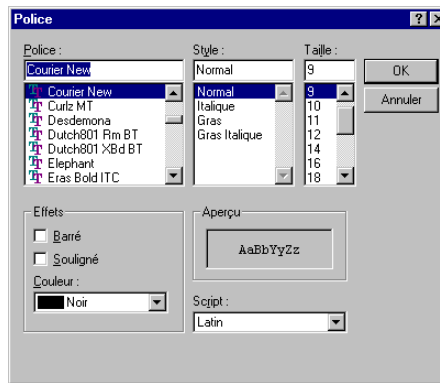 Police
Police :
Style :
Taille :
Courier New
Normal
9
OK
Annuler
Courier New
Curlz MT
Desdemona
Dutch801 Rm BT
Dutch801 XBd BT
Elephant
Eras Bold ITC
Normal
Italique
Gras
Gras Italique
9
10
11
12
14
16
18
Effets
Barré
Souligné
Couleur :
Noir
Aperçu
AaBbYyZz
Script :
Latin